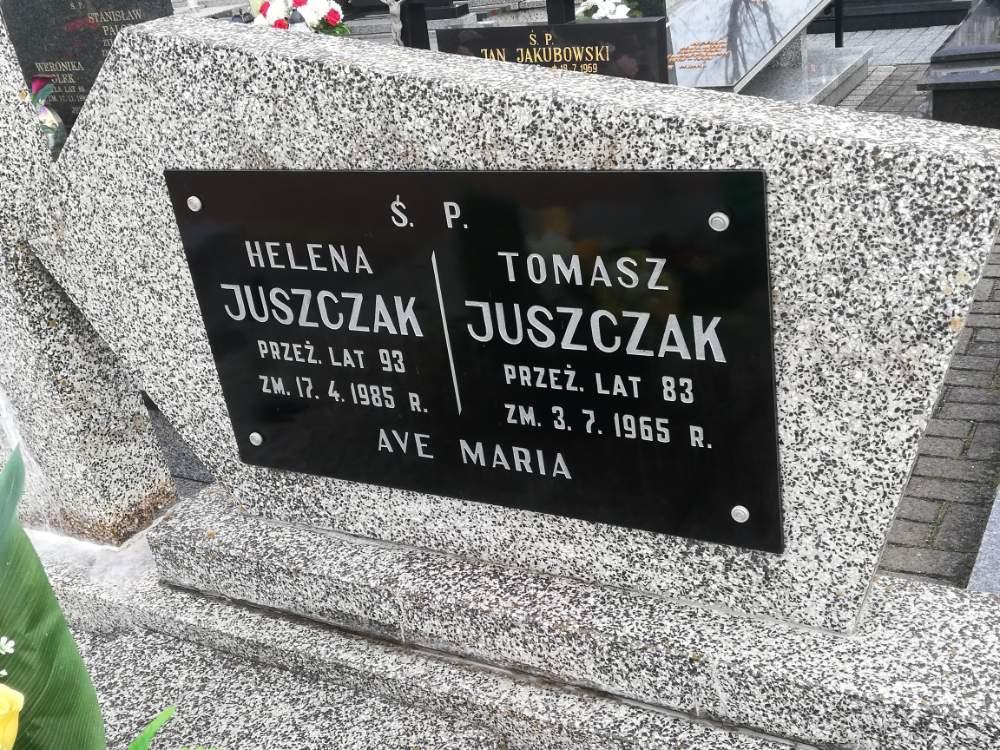 Ś. P.
STANISŁAW
WERONIKA
Ś. P.
JAN JAKUBOWSKI
Ś. P.
HELENA
JUSZCZAK
PRZEŻ. LAT 93
ZM. 17. 4. 1985 R.
TOMASZ
JUSZCZAK
PRZEŻ. LAT 83
ZM. 3. 7. 1965 R.
AVE MARIA